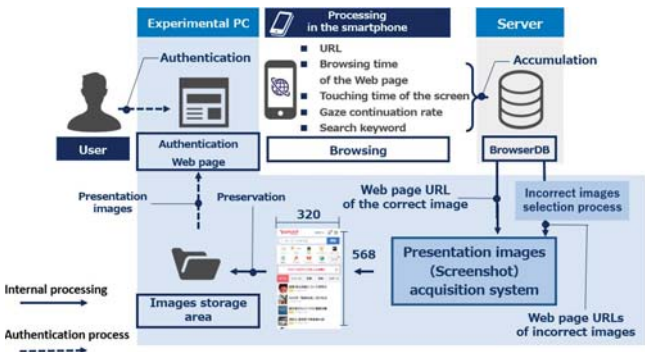 Experimental PC
Processing
in the smartphone
Server
Authentication
URL
Browsing time
of the Web page
Touching time of the screen
Gaze continuation rate
Search keyword
Accumulation
User
Authentication
Web page
Browsing
BrowserDB
Presentation
images
Preservation
Web page URL
of the correct image
Incorrect images
selection process
320
568
Presentation images
(Screenshot)
acquisition system
Internal processing
Images storage
area
Web page URLs
of incorrect images
Authentication process